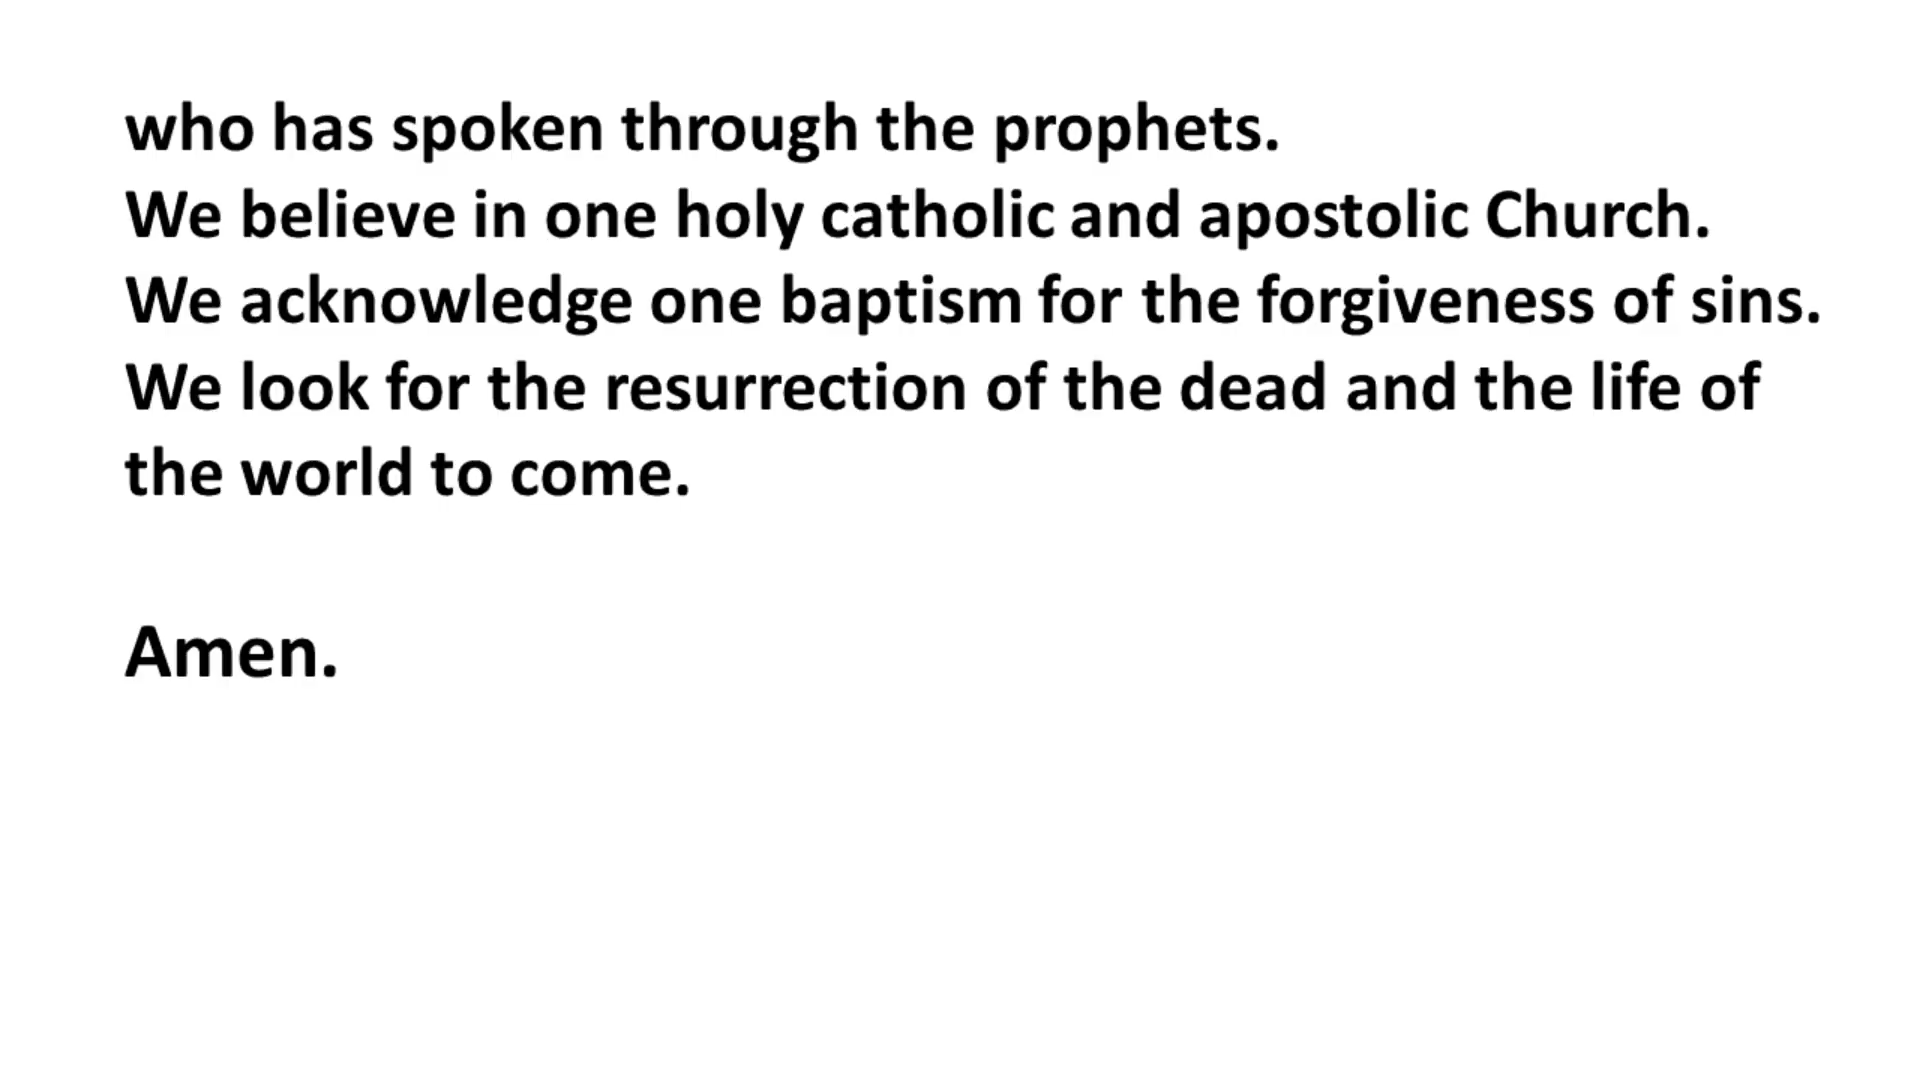 who has spoken through the prophets.
We believe in one holy catholic and apostolic Church.
We acknowledge one baptism for the forgiveness of sins.
We look for the resurrection of the dead and the life of
the world to come.
Amen.